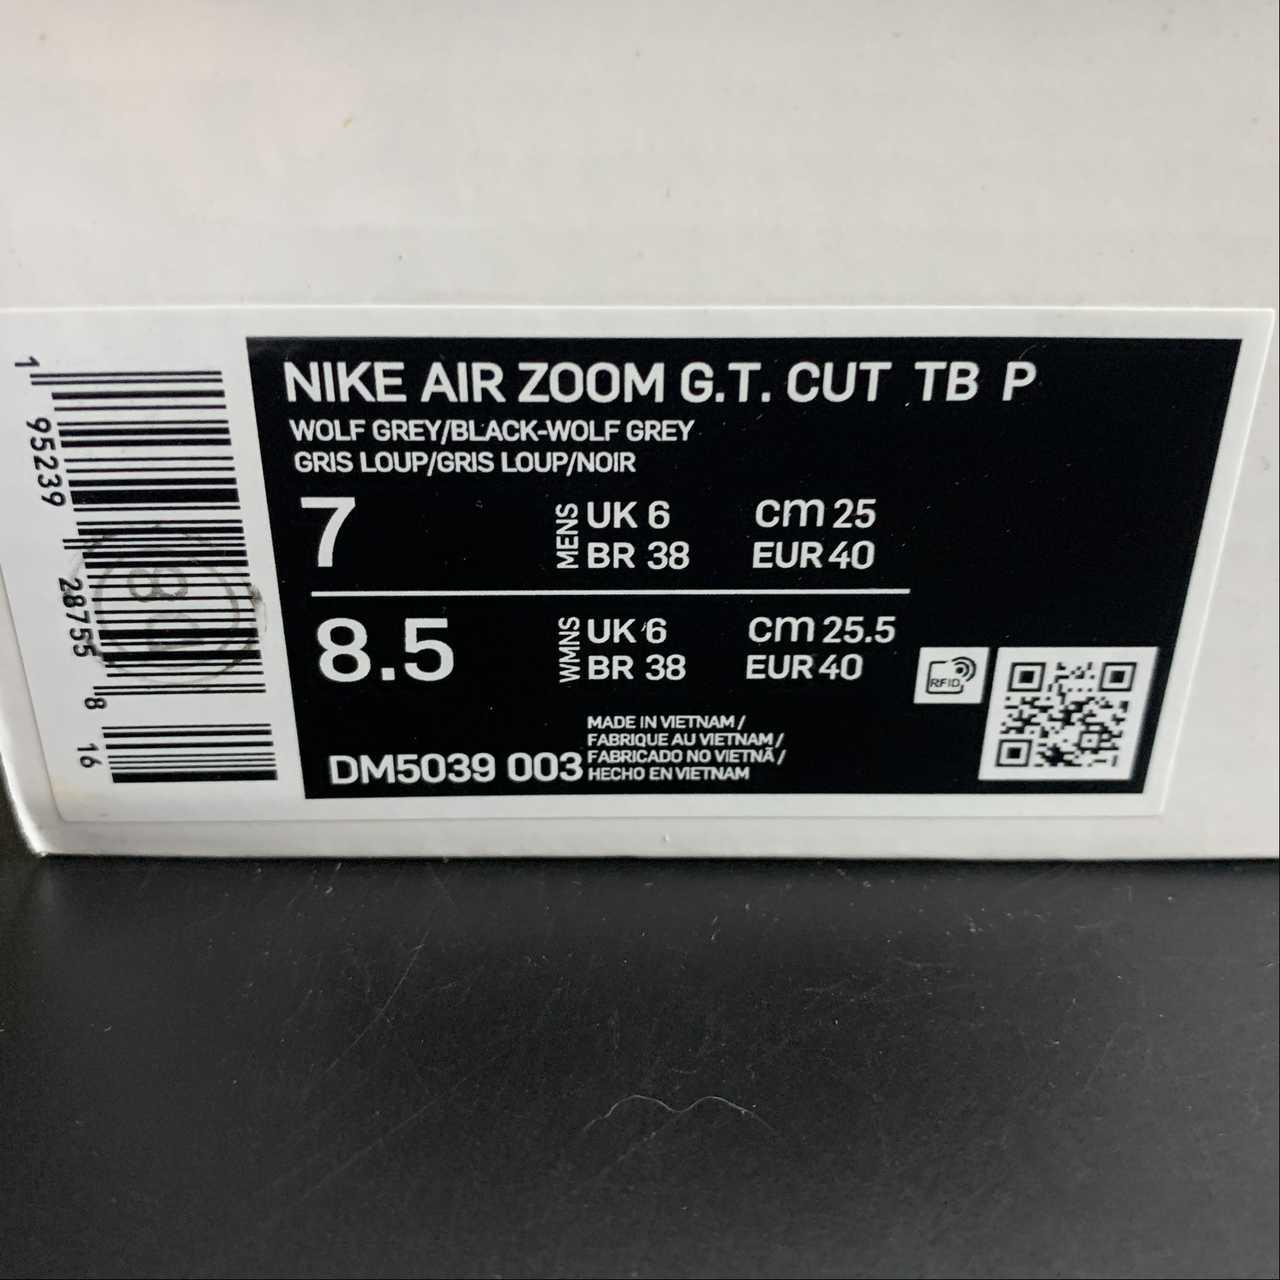 NIKE AIR ZOOM G.T. CUT TB P
WOLF GREY/BLACK-WOLF GREY
GRIS LOUP/GRIS LOUP/NOIR
7 MENS UK 6 cm 25
BR 38 EUR 40
8.5 WMNS UK 6 cm 25.5
BR 38 EUR 40
RFID
DM5039 003
MADE IN VIETNAM /
FABRIQUE AU VIETNAM /
FABRICADO NO VIETNÃ /
HECHO EN VIETNAM
1 95239 28755 8 16